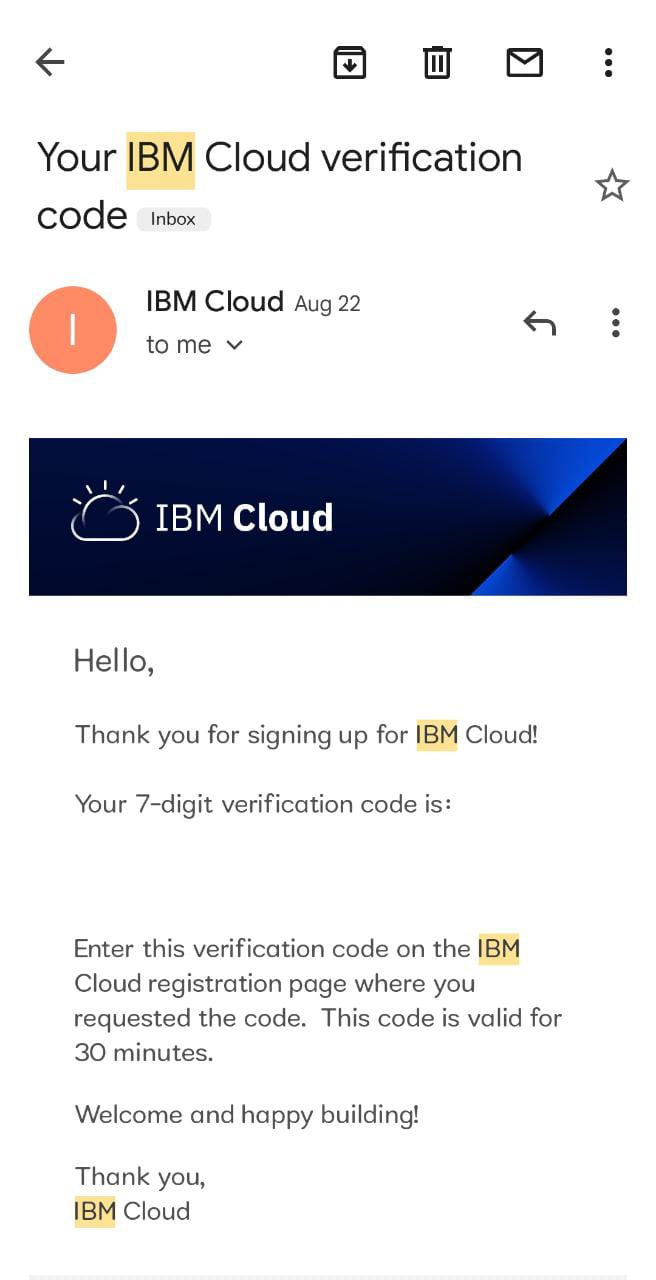 Your IBM Cloud verification
code Inbox
I
IBM Cloud Aug 22
to me
IBM Cloud
Hello,
Thank you for signing up for IBM Cloud!
Your 7-digit verification code is:
Enter this verification code on the IBM
Cloud registration page where you
requested the code.  This code is valid for
30 minutes.
Welcome and happy building!
Thank you,
IBM Cloud